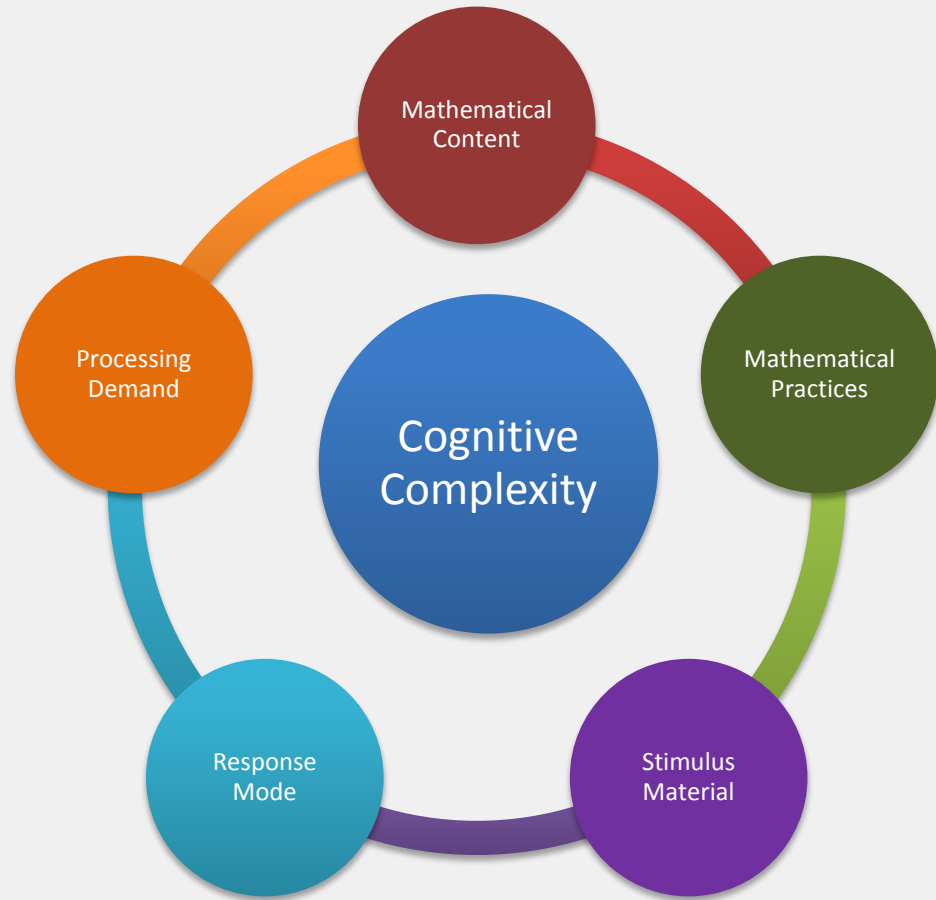 Mathematical
Content
Processing
Demand
Mathematical
Practices
Cognitive
Complexity
Response
Mode
Stimulus
Material